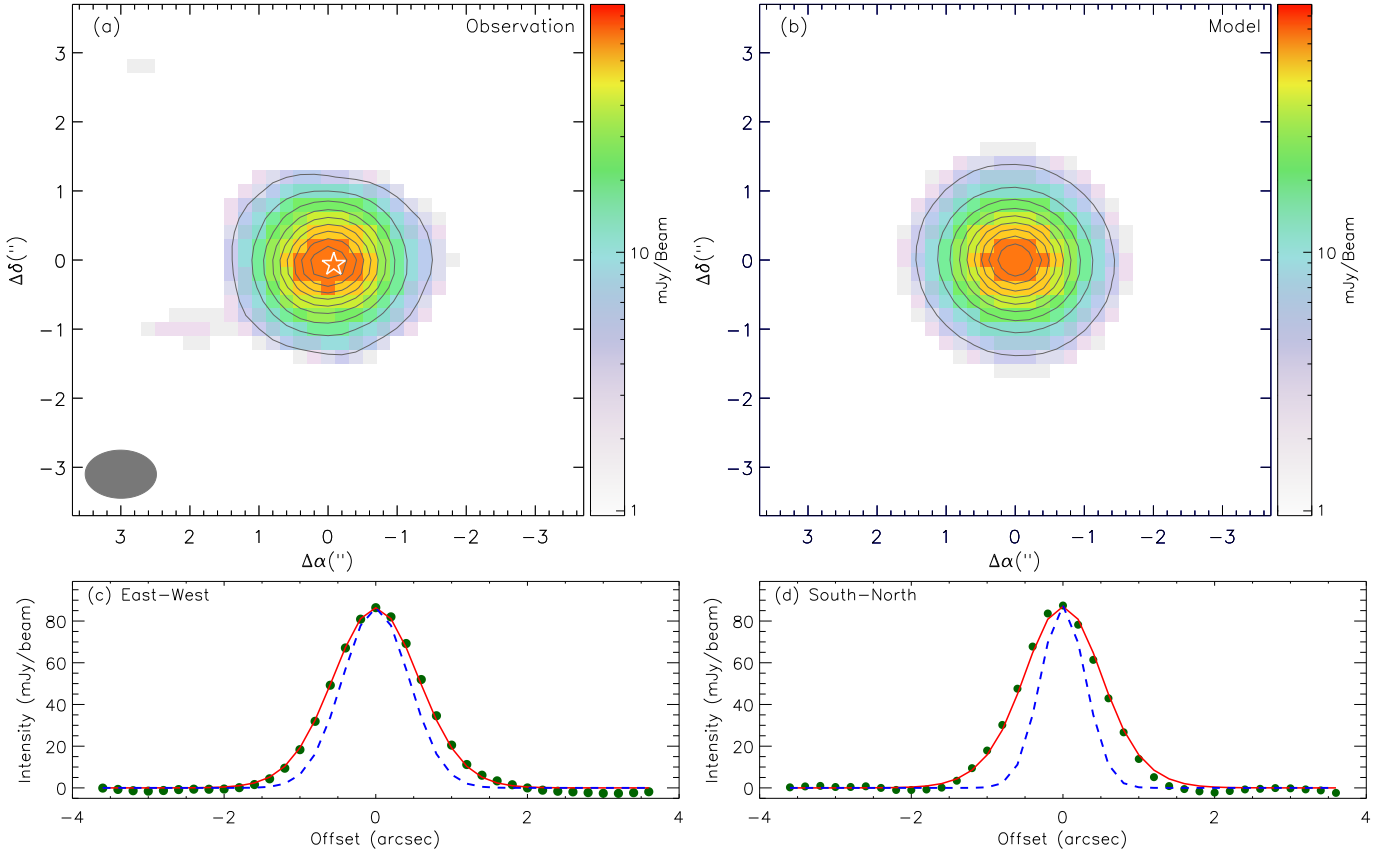 (a) Observation
3
2
1
0
−1
−2
−3
3 2 1 0 −1 −2 −3
Δα(")
Δδ(")
10
1
mJy/Beam
(b) Model
3
2
1
0
−1
−2
−3
3 2 1 0 −1 −2 −3
Δα(")
Δδ(")
10
1
mJy/Beam
(c) East−West
80
60
40
20
0
−4 −2 0 2 4
Offset (arcsec)
Intensity (mJy/beam)
(d) South−North
80
60
40
20
0
−4 −2 0 2 4
Offset (arcsec)
Intensity (mJy/beam)